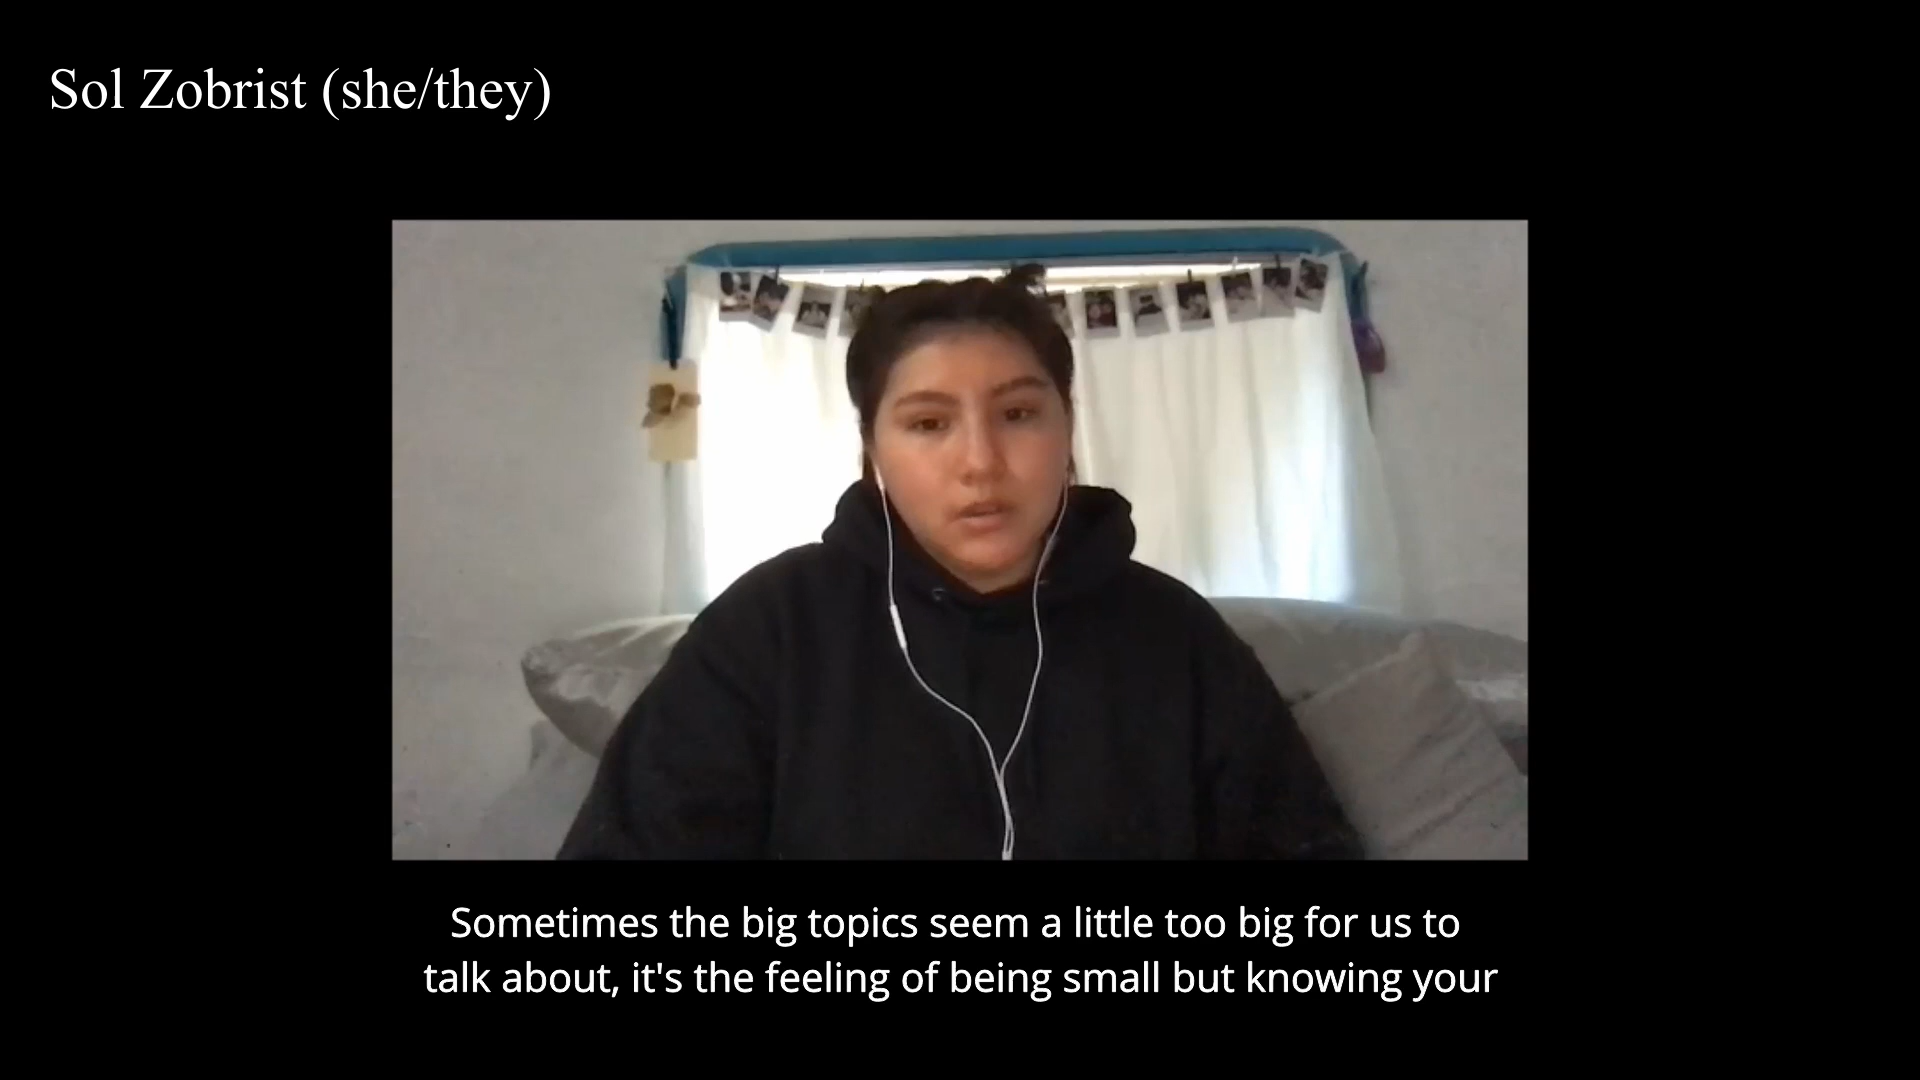 Sol Zobrist (she/they)
Sometimes the big topics seem a little too big for us to
talk about, it's the feeling of being small but knowing your